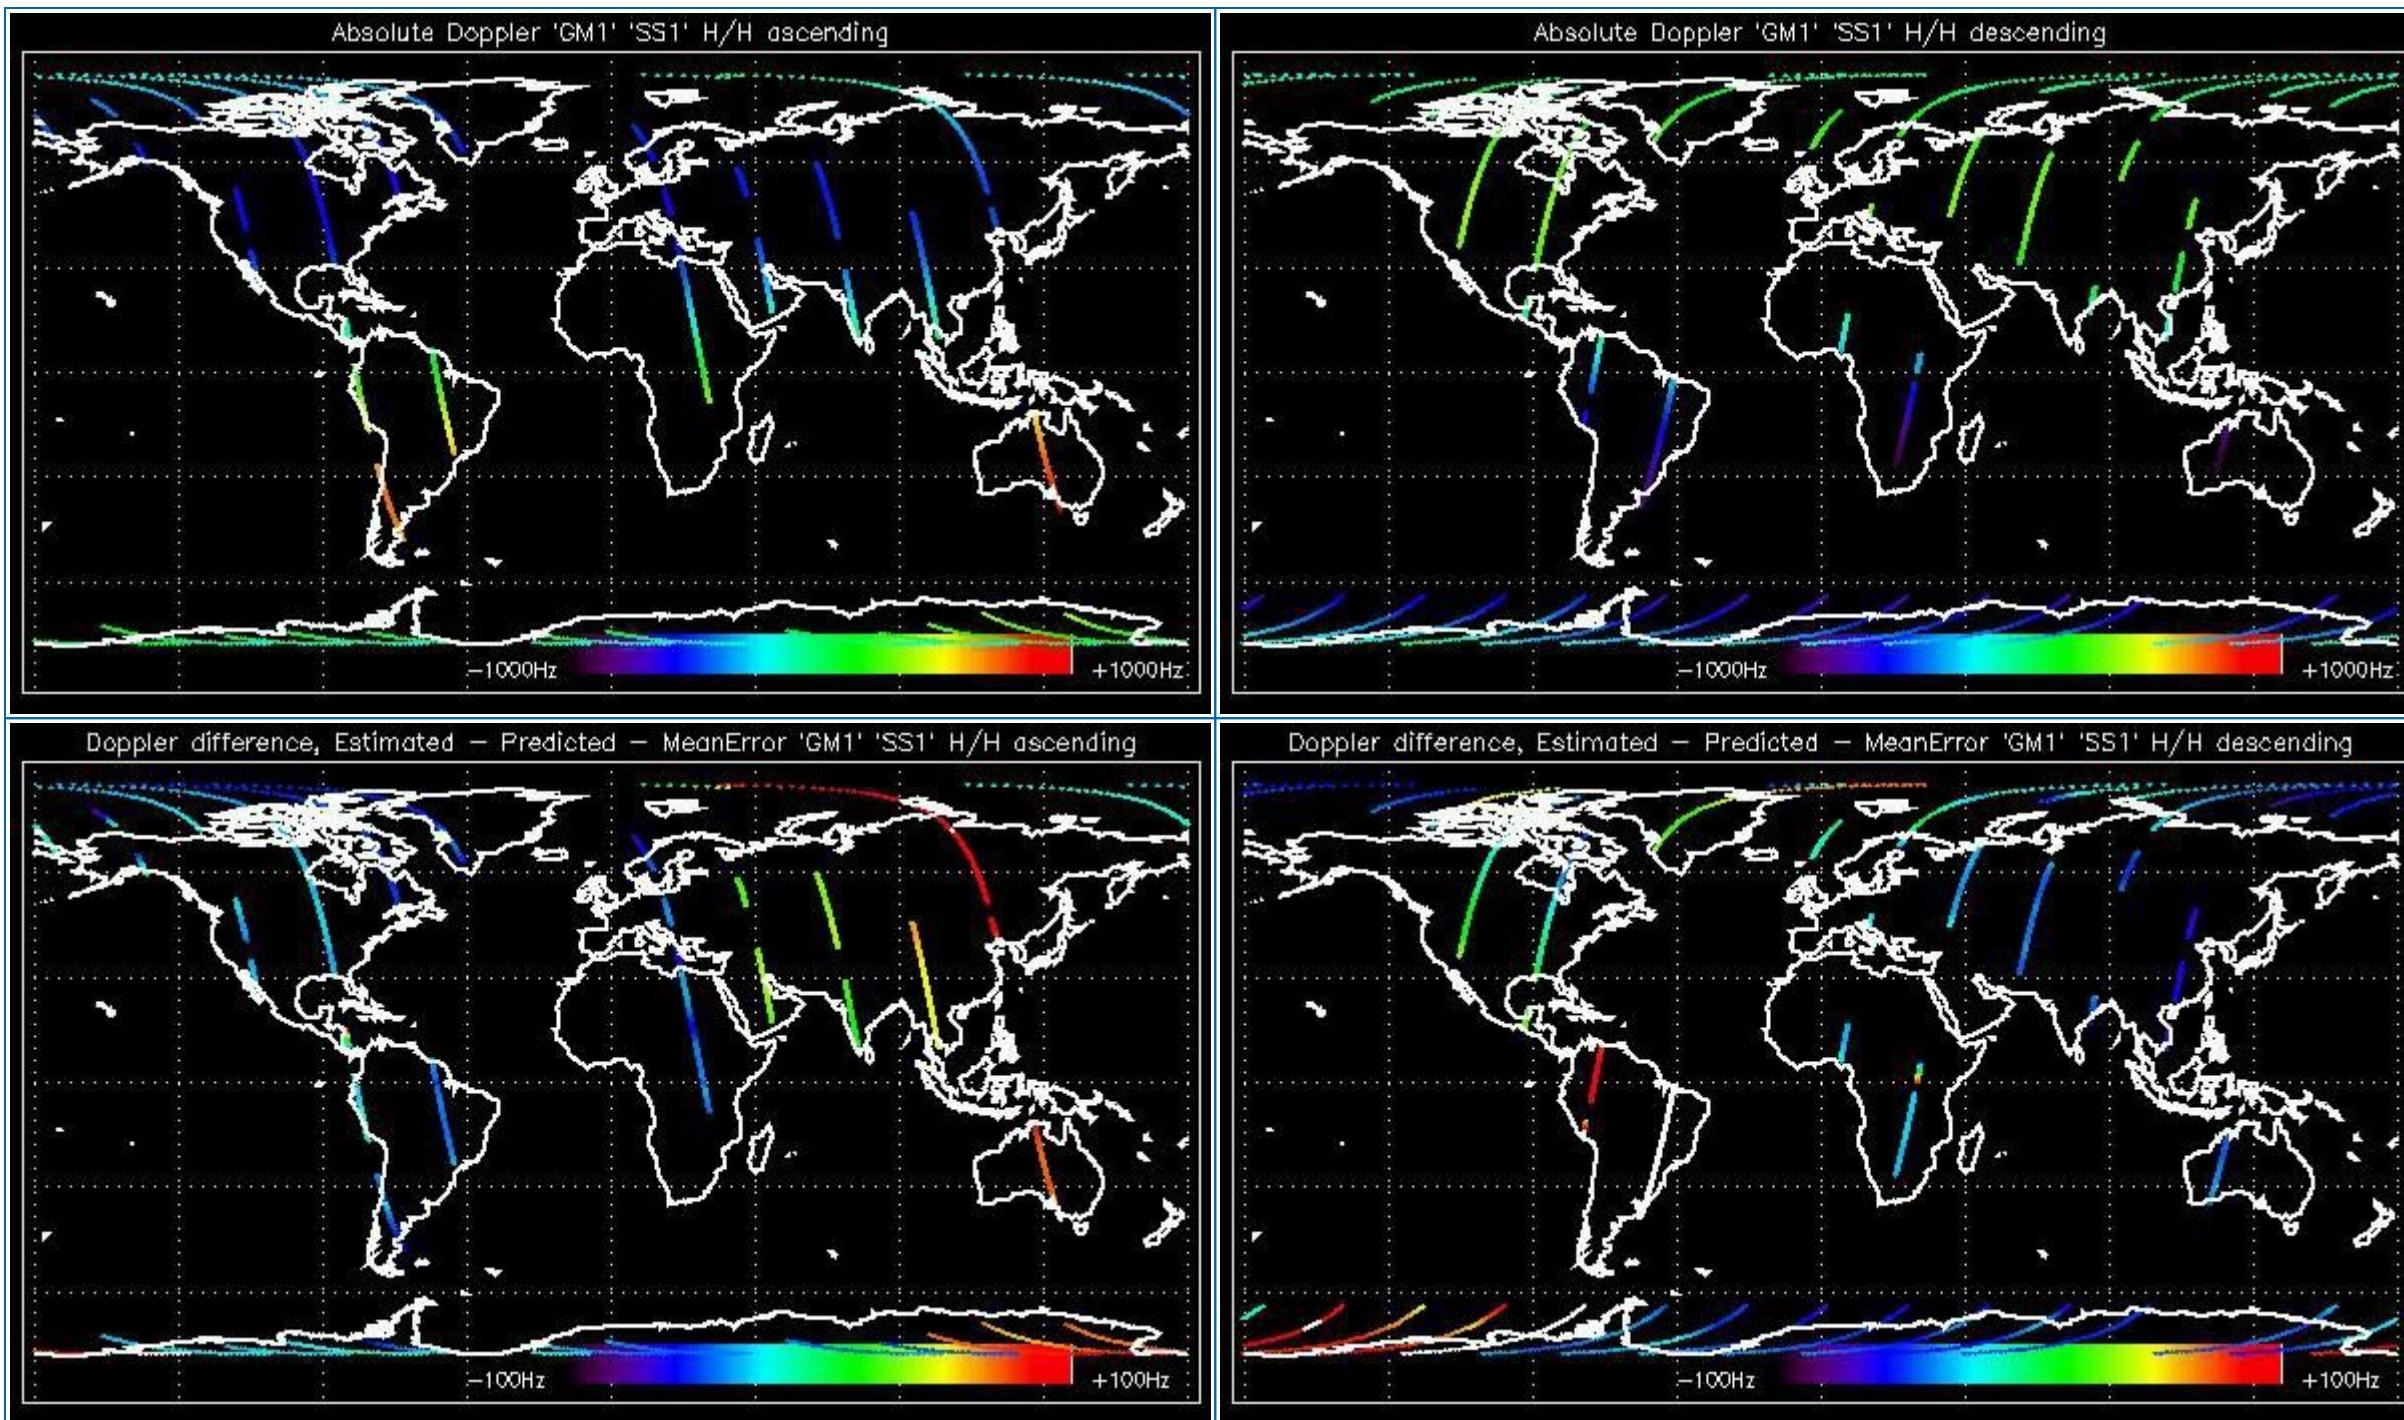 Absolute Doppler 'GM1' 'SS1' H/H ascending
-1000Hz +1000Hz
Absolute Doppler 'GM1' 'SS1' H/H descending
-1000Hz +1000Hz
Doppler difference, Estimated - Predicted - MeanError 'GM1' 'SS1' H/H ascending
-100Hz +100Hz
Doppler difference, Estimated - Predicted - MeanError 'GM1' 'SS1' H/H descending
-100Hz +100Hz